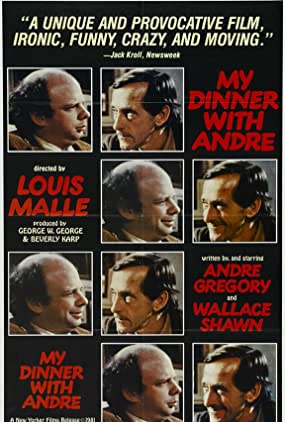 "A UNIQUE AND PROVOCATIVE FILM,
IRONIC, FUNNY, CRAZY, AND MOVING."
—Jack Kroll, Newsweek
MY
DINNER
WITH
ANDRE
directed by
LOUIS
MALLE
produced by
GEORGE W. GEORGE
& BEVERLY KARP
written by, and starring
ANDRE
GREGORY
and
WALLACE
SHAWN
MY
DINNER
WITH
ANDRE
A New Yorker Films Release ©1981